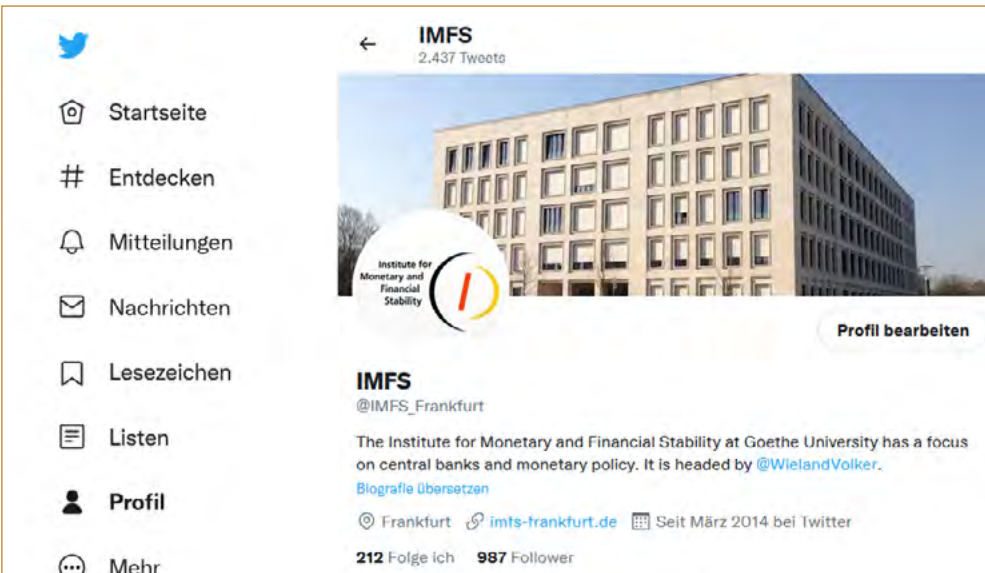 IMFS
2.437 Tweets
Startseite
Entdecken
Mitteilungen
Nachrichten
Lesezeichen
Listen
Profil
Mehr
Institute for
Monetary and
Financial
Stability
Profil bearbeiten
IMFS
@IMFS_Frankfurt
The Institute for Monetary and Financial Stability at Goethe University has a focus
on central banks and monetary policy. It is headed by @WielandVolker.
Biografie übersetzen
Frankfurt imfs-frankfurt.de Seit März 2014 bei Twitter
212 Folge ich 987 Follower